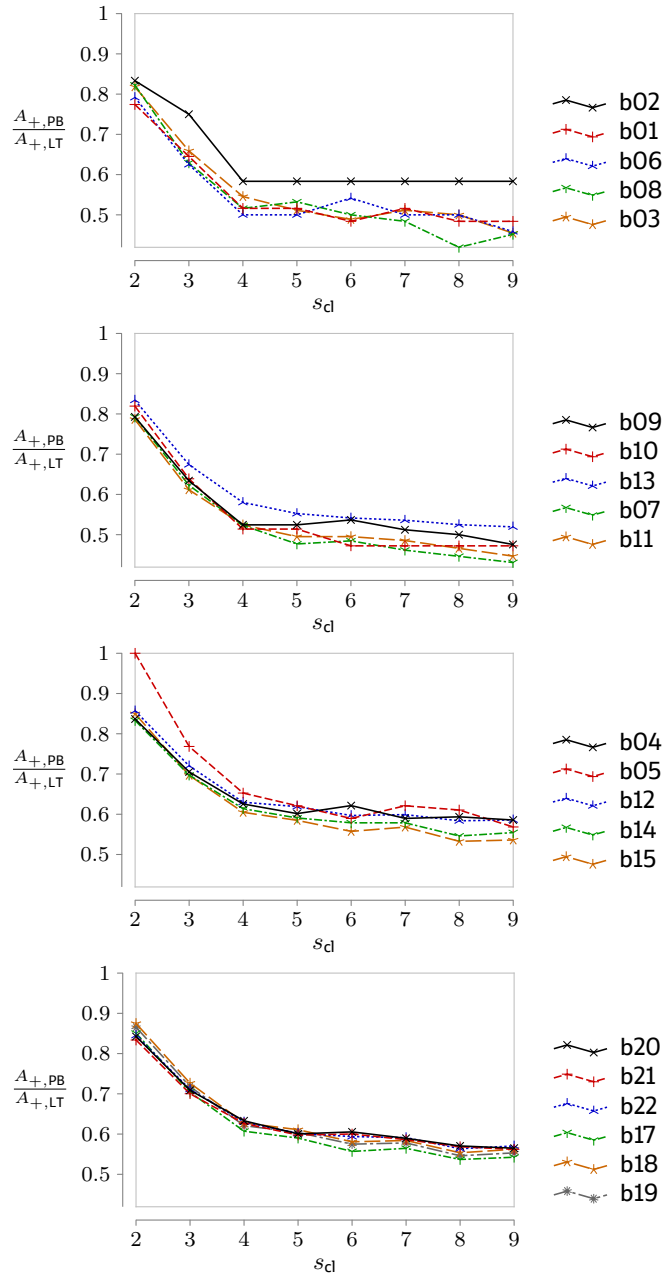 1
0.9
0.8
0.7
0.6
0.5
A+,PB
A+,LT
2 3 4 5 6 7 8 9
scl
b02
b01
b06
b08
b03
1
0.9
0.8
0.7
0.6
0.5
A+,PB
A+,LT
2 3 4 5 6 7 8 9
scl
b09
b10
b13
b07
b11
1
0.9
0.8
0.7
0.6
0.5
A+,PB
A+,LT
2 3 4 5 6 7 8 9
scl
b04
b05
b12
b14
b15
1
0.9
0.8
0.7
0.6
0.5
A+,PB
A+,LT
2 3 4 5 6 7 8 9
scl
b20
b21
b22
b17
b18
b19